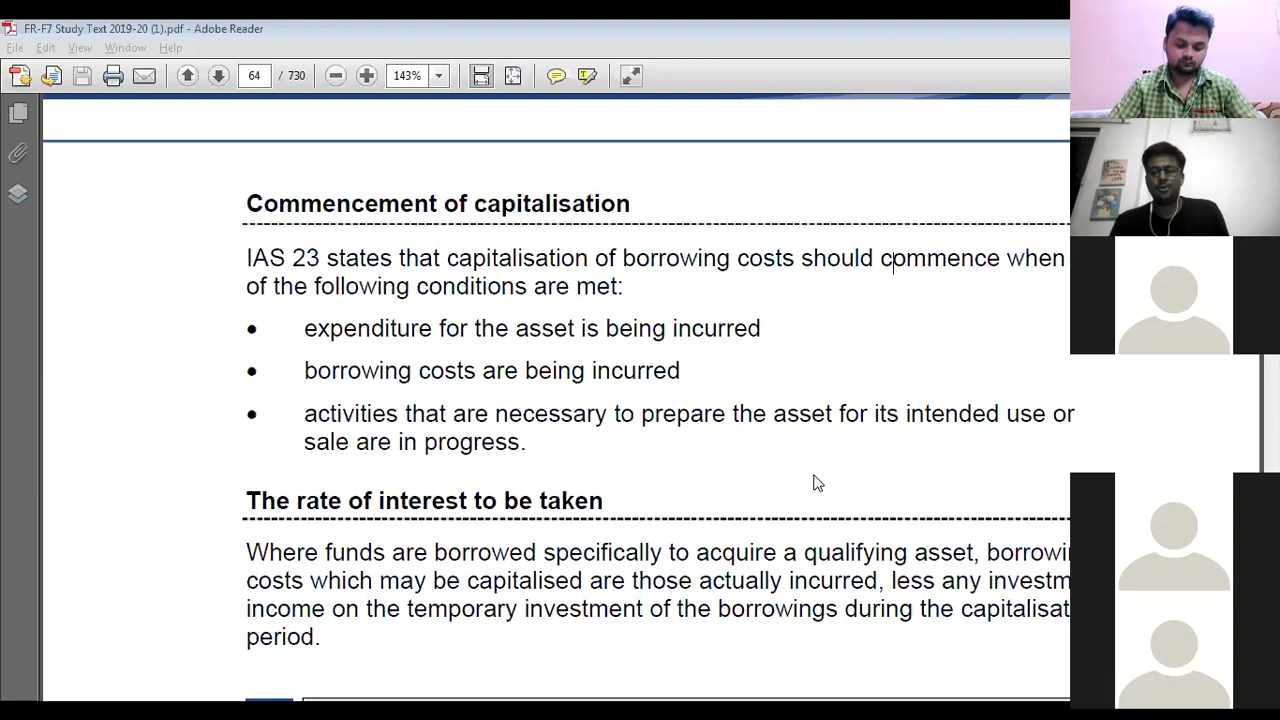 FR-F7 Study Text 2019-20 (1).pdf - Adobe Reader
File Edit View Window Help
64 / 730 143%
Commencement of capitalisation
IAS 23 states that capitalisation of borrowing costs should commence when
of the following conditions are met:
• expenditure for the asset is being incurred
• borrowing costs are being incurred
• activities that are necessary to prepare the asset for its intended use or
sale are in progress.
The rate of interest to be taken
Where funds are borrowed specifically to acquire a qualifying asset, borrowi
costs which may be capitalised are those actually incurred, less any investm
income on the temporary investment of the borrowings during the capitalisat
period.